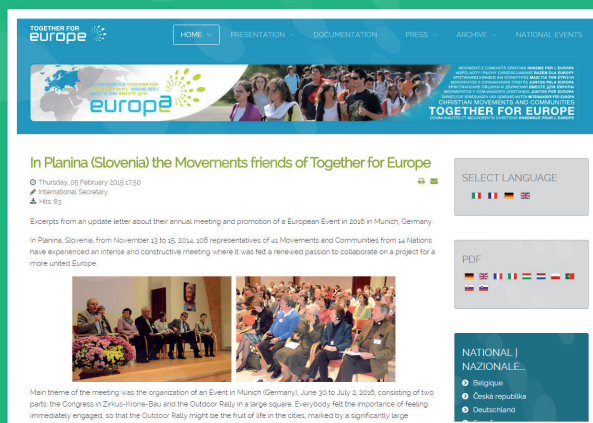 TOGETHER FOR
europe
HOME
PRESENTATION
DOCUMENTATION
PRESS
ARCHIVE
NATIONAL EVENTS
europa
CHRISTIAN MOVEMENTS AND COMMUNITIES
TOGETHER FOR EUROPE
In Planina (Slovenia) the Movements friends of Together for Europe
Thursday, 05 February 2015 17:50
International Secretary
Hits: 83
Excerpts from an update letter about their annual meeting and promotion of a European Event in 2016 in Munich, Germany.
In Planina, Slovenia, from November 13 to 15, 2014, 108 representatives of 41 Movements and Communities from 14 Nations
have experienced an intense and constructive meeting where it was felt a renewed passion to collaborate on a project for a
more united Europe.
Main theme of the meeting was the organization of an Event in Munich (Germany), June 30 to July 2, 2016, consisting of two
parts: the Congress in Zirkus-Krone-Bau and the Outdoor Rally in a large square. Everybody felt the importance of feeling
immediately engaged, so that the Outdoor Rally might be the fruit of life in the cities, marked by a significantly large
SELECT LANGUAGE
PDF
NATIONAL |
NAZIONALE...
Belgique
Česká republika
Deutschland